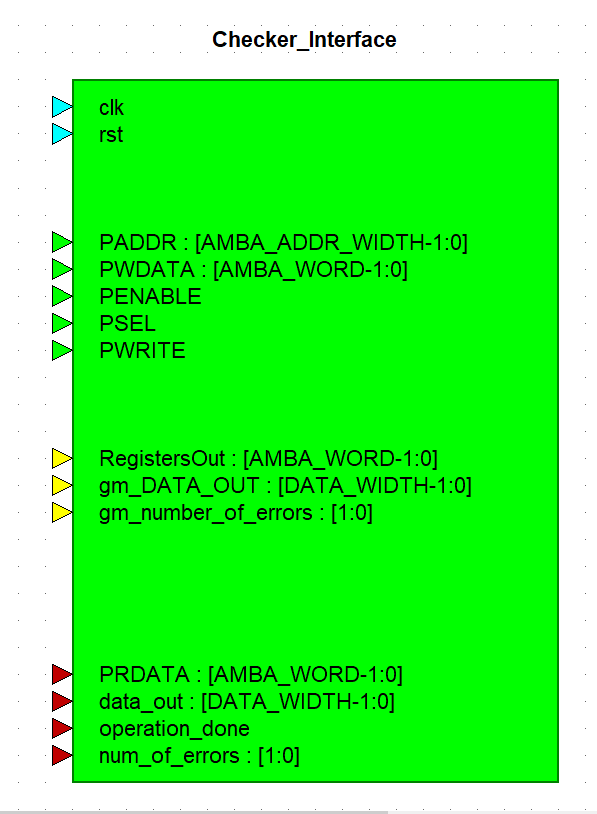 Checker_Interface
clk
rst
PADDR : [AMBA_ADDR_WIDTH-1:0]
PWDATA : [AMBA_WORD-1:0]
PENABLE
PSEL
PWRITE
RegistersOut : [AMBA_WORD-1:0]
gm_DATA_OUT : [DATA_WIDTH-1:0]
gm_number_of_errors : [1:0]
PRDATA : [AMBA_WORD-1:0]
data_out : [DATA_WIDTH-1:0]
operation_done
num_of_errors : [1:0]